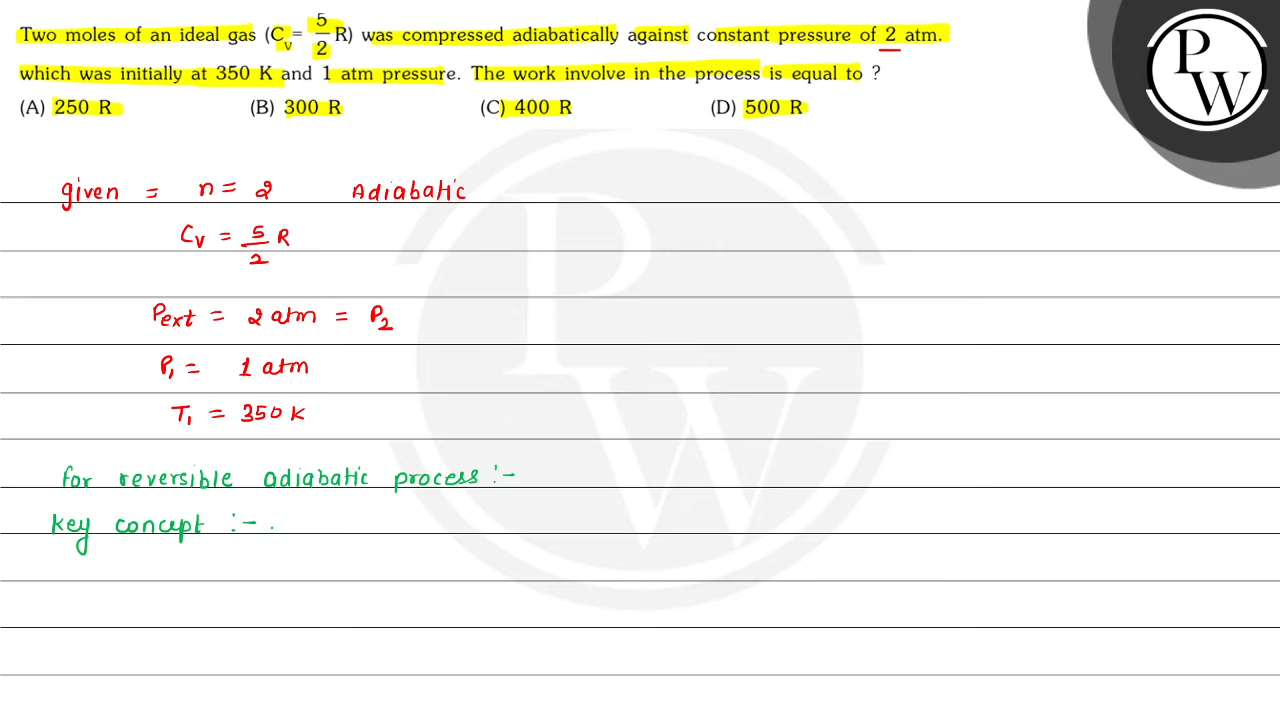 Two moles of an ideal gas (Cv = 5/2 R) was compressed adiabatically against constant pressure of 2 atm.
which was initially at 350 K and 1 atm pressure. The work involve in the process is equal to ?
(A) 250 R (B) 300 R (C) 400 R (D) 500 R
given = n = 2 Adiabatic
Cv = 5/2 R
Pext = 2 atm = P2
P1 = 1 atm
T1 = 350 K
for reversible adiabatic process :-
key concept :- .
P
W
P
W